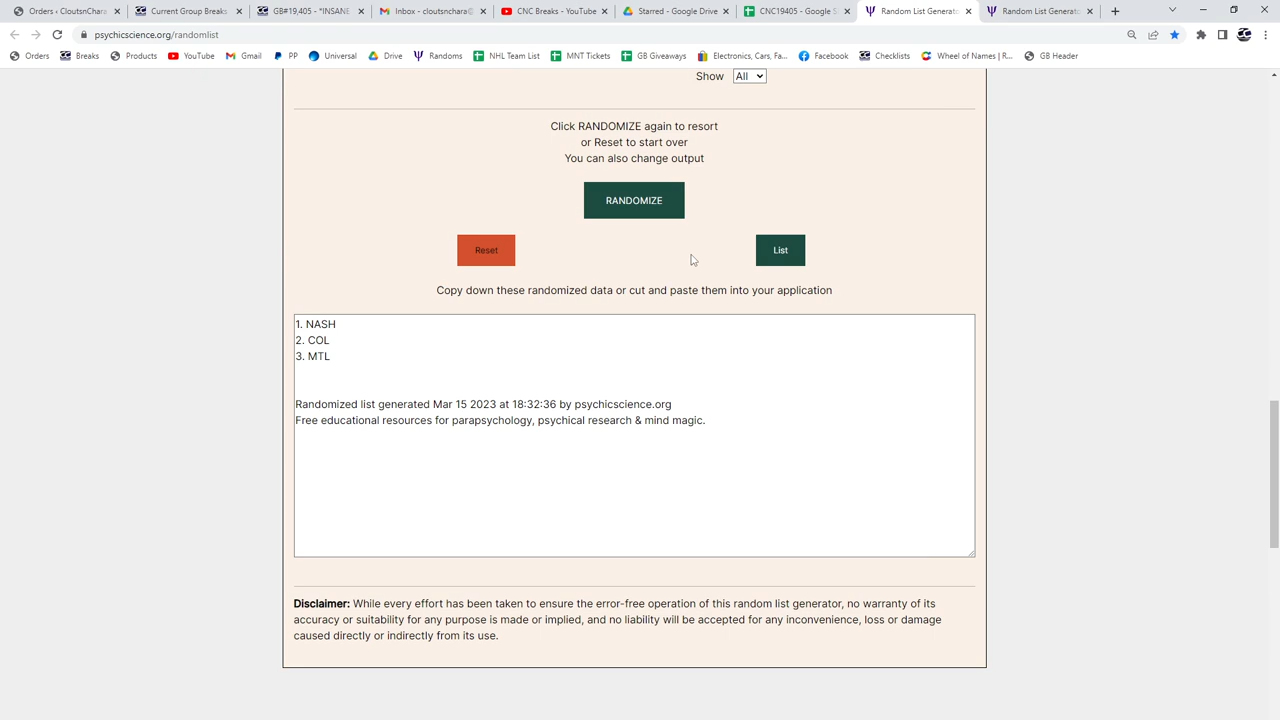 Orders ‹ CloutsnChara
Current Group Breaks
GB#19,405 - *INSANE
Inbox - cloutsnchara@
CNC Breaks - YouTube
Starred - Google Drive
CNC19405 - Google S
Random List Generato
Random List Generato
psychicscience.org/randomlist
Orders
Breaks
Products
YouTube
Gmail
PP
Universal
Drive
Randoms
NHL Team List
MNT Tickets
GB Giveaways
Electronics, Cars, Fa...
Facebook
Checklists
Wheel of Names | R...
GB Header
Show All
Click RANDOMIZE again to resort
or Reset to start over
You can also change output
RANDOMIZE
Reset
List
Copy down these randomized data or cut and paste them into your application
1. NASH
2. COL
3. MTL
Randomized list generated Mar 15 2023 at 18:32:36 by psychicscience.org
Free educational resources for parapsychology, psychical research & mind magic.
Disclaimer: While every effort has been taken to ensure the error-free operation of this random list generator, no warranty of its
accuracy or suitability for any purpose is made or implied, and no liability will be accepted for any inconvenience, loss or damage
caused directly or indirectly from its use.